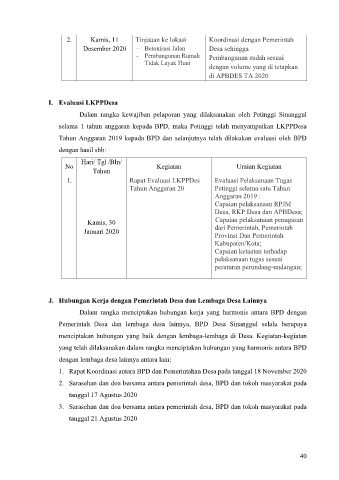 2. Kamis, 11 Tinjauan ke lokasi Koordinasi dengan Pemerintah
Desember 2020 - Betonisasi Jalan Desa sehingga
- Pembangunan Rumah Pembangunan sudah sesuai
Tidak Layak Huni dengan volume yang di tetapkan
di APBDES TA 2020
I. Evaluasi LKPPDesa
Dalam rangka kewajiban pelaporan yang dilaksanakan oleh Petinggi Sinanggul
selama 1 tahun anggaran kepada BPD, maka Petinggi telah menyampaikan LKPPDesa
Tahun Anggaran 2019 kepada BPD dan selanjutnya telah dilakukan evaluasi oleh BPD
dengan hasil sbb:
No Hari/ Tgl /Bln/ Tahun Kegiatan Uraian Kegiatan
1. Rapat Evaluasi LKPPDes Evaluasi Pelaksanaan Tugas
Tahun Anggaran 20 Petinggi selama satu Tahun
Anggaran 2019 :
Capaian pelaksanaan RPJM
Desa, RKP Desa dan APBDesa;
Kamis, 30 Capaian pelaksanaan penugasan
Januari 2020 dari Pemerintah, Pemerintah
Provinsi Dan Pemerintah
Kabupaten/Kota;
Capaian ketaatan terhadap
pelaksanaan tugas sesuai
peraturan perundang-undangan;
J. Hubungan Kerja dengan Pemerintah Desa dan Lembaga Desa Lainnya
Dalam rangka menciptakan hubungan kerja yang harmonis antara BPD dengan
Pemerintah Desa dan lembaga desa lainnya, BPD Desa Sinanggul selalu berupaya
menciptakan hubungan yang baik dengan lembaga-lembaga di Desa. Kegiatan-kegiatan
yang telah dilaksanakan dalam rangka menciptakan hubungan yang harmonis antara BPD
dengan lembaga desa lainnya antara lain:
1. Rapat Koordinasi antara BPD dan Pemerintahan Desa pada tanggal 18 November 2020
2. Sarasehan dan doa bersama antara pemerintah desa, BPD dan tokoh masyarakat pada
tanggal 17 Agustus 2020
3. Sarasehan dan doa bersama antara pemerintah desa, BPD dan tokoh masyarakat pada
tanggal 21 Agustus 2020
40